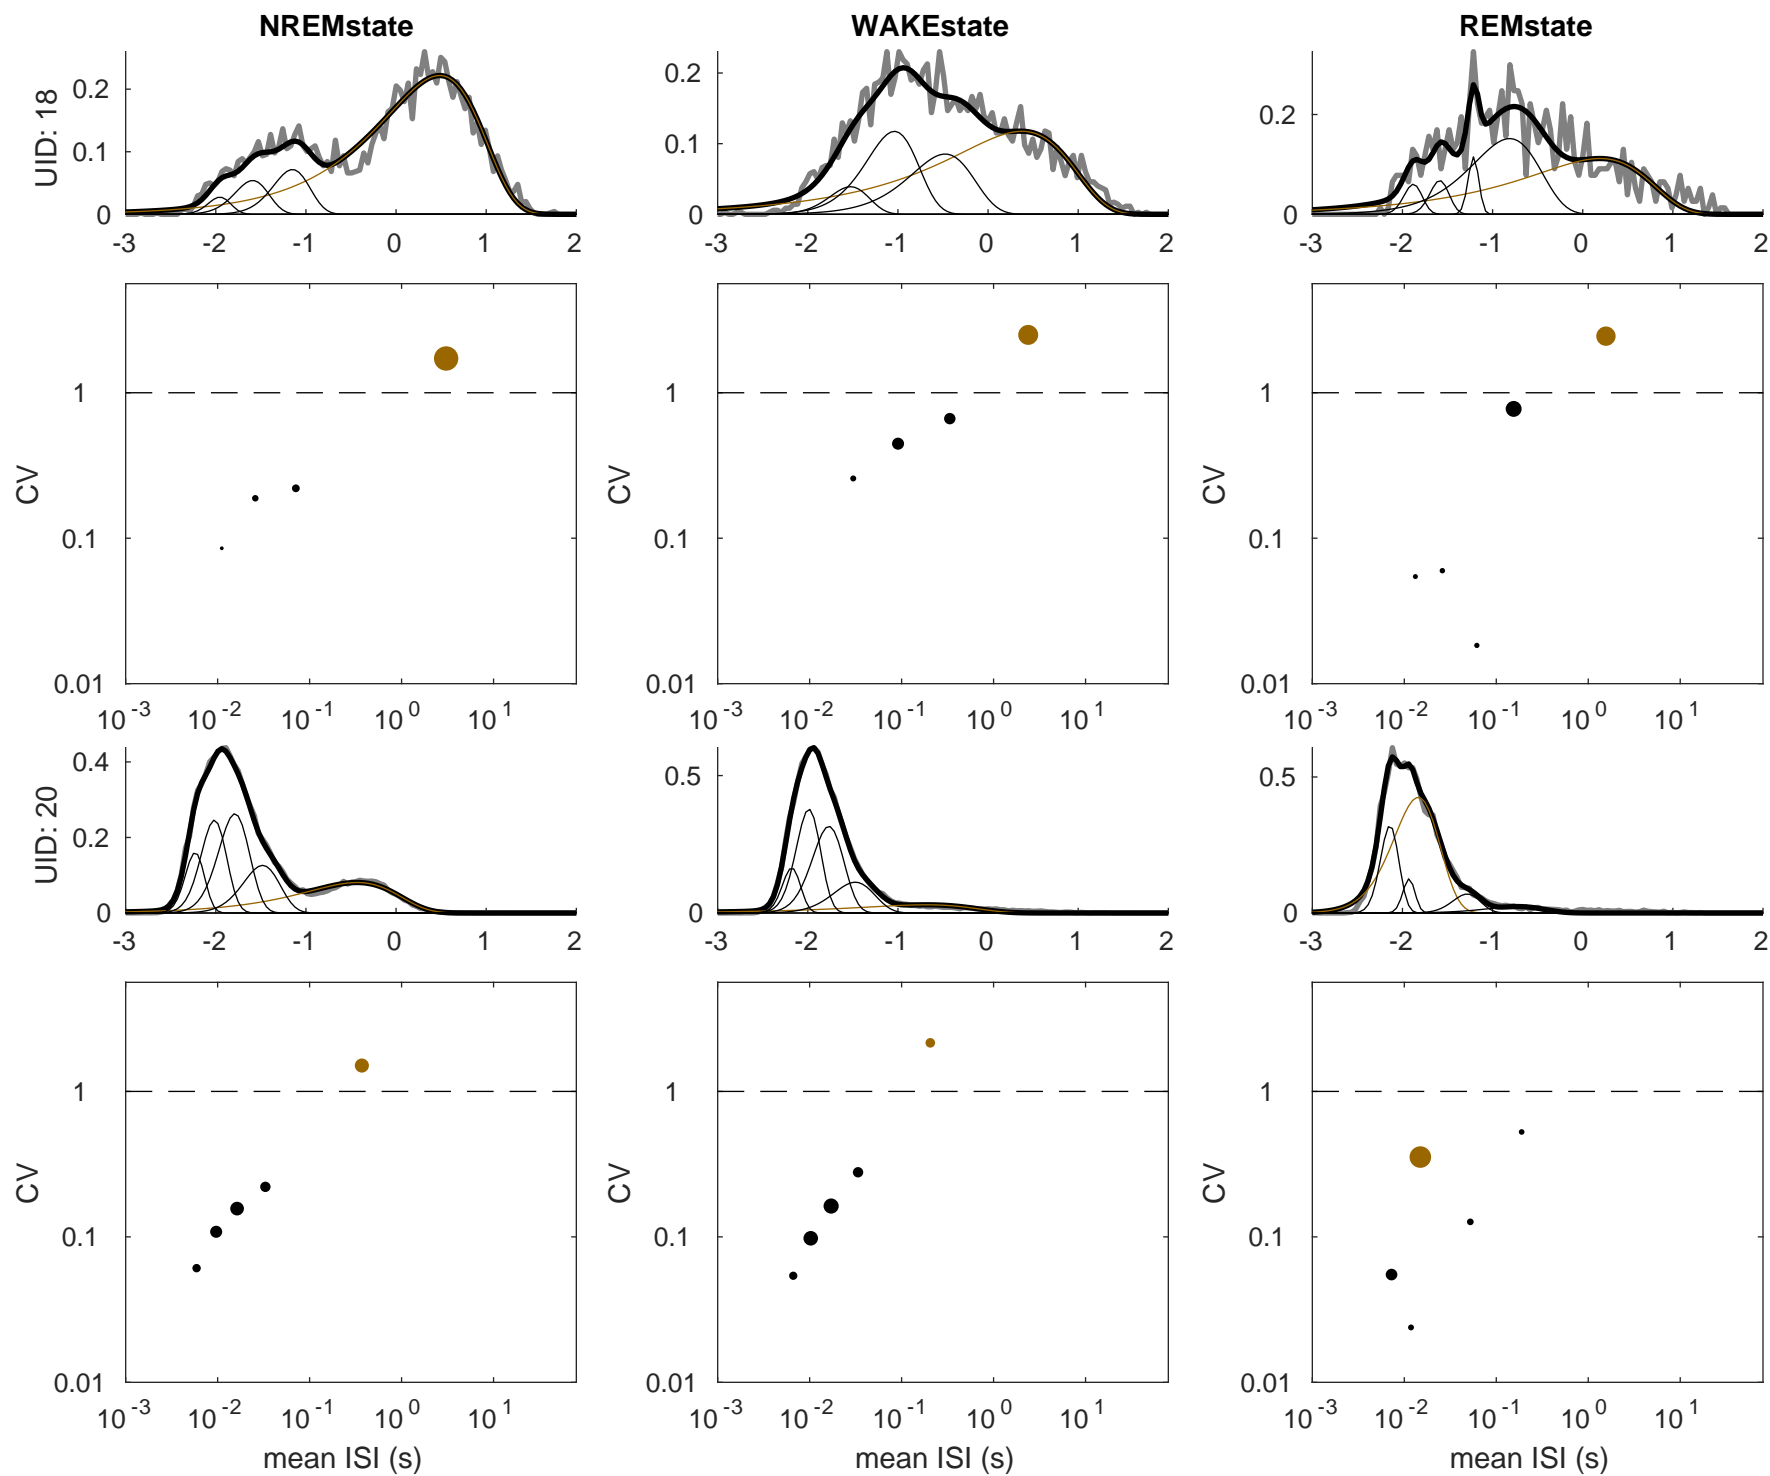 NREMstate WAKEstate REMstate
UID: 18
0.2 0.1 0
0.2 0.1 0
0.2 0
-3 -2 -1 0 1 2
-3 -2 -1 0 1 2
-3 -2 -1 0 1 2
CV 1 0.1 0.01
CV 1 0.1 0.01
CV 1 0.1 0.01
10^-3 10^-2 10^-1 10^0 10^1
10^-3 10^-2 10^-1 10^0 10^1
10^-3 10^-2 10^-1 10^0 10^1
UID: 20
0.4 0.2 0
0.5 0
0.5 0
-3 -2 -1 0 1 2
-3 -2 -1 0 1 2
-3 -2 -1 0 1 2
CV 1 0.1 0.01
CV 1 0.1 0.01
CV 1 0.1 0.01
10^-3 10^-2 10^-1 10^0 10^1
10^-3 10^-2 10^-1 10^0 10^1
10^-3 10^-2 10^-1 10^0 10^1
mean ISI (s) mean ISI (s) mean ISI (s)